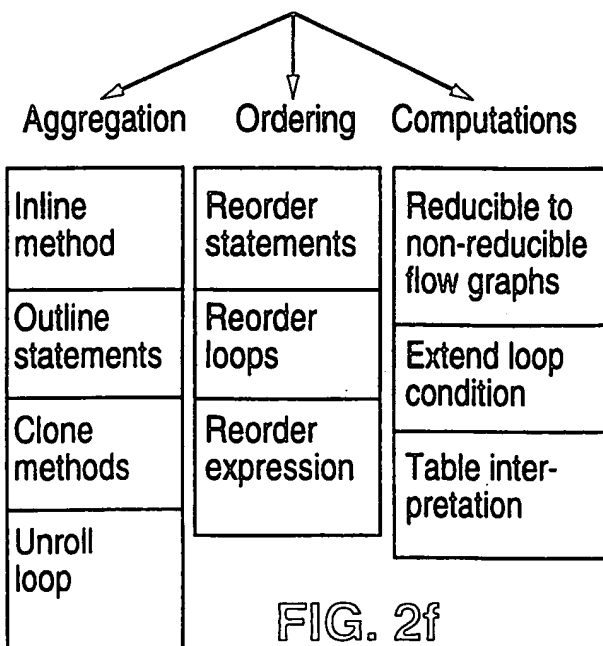 Aggregation
Ordering
Computations
Inline
method
Outline
statements
Clone
methods
Unroll
loop
Reorder
statements
Reorder
loops
Reorder
expression
Reducible to
non-reducible
flow graphs
Extend loop
condition
Table inter-
pretation
FIG. 2f